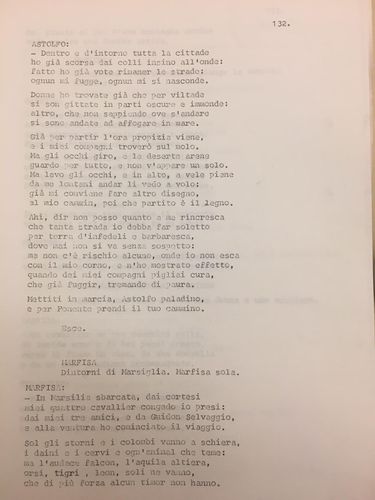 132.
ASTOLFO:
- Dentro e d'intorno tutta la cittade
ho già scorsa dai colli insino all'onde:
fatto ho già vote rimaner le strade:
ognun mi fugge, ognun mi si nasconde.
Donne ho trovate già che per viltade
si son gittate in parti oscure e immonde:
altro, che non sappiendo ove s'andare
si sono andate ad affogare in mare.
Già per partir l'ora propizia viene,
e i miei compagni troverò sul molo.
Ma gli occhi giro, e le deserte arene
guardo per tutto, e non v'appare un solo.
Ma lavo gli occhi, e in alto, a vele piene
da me lontani andar li vedo a volo:
già mi conviene fare altro disegno,
al mio cammin, poi che partito è il legno.
Ahi, dir non posso quanto a me rincresca
che tanta strada io debba far soletto
per terra d'infedeli e barbaresca,
dove mai non si va senza sospetto:
ma non c'è rischio alcuno, onde io non esca
con il mio corno, e n'ho mostrato effetto,
quando dei miei compagni pigliai cura,
che già fuggir, tremando di paura.
Mettiti in marcia, Astolfo paladino,
e per Ponente prendi il tuo cammino.
Esce.
MARFISA
Dintorni di Marsiglia. Marfisa sola.
MARFISA:
- In Marsilia sbarcata, dai cortesi
miei quattro cavallier congedo io presi:
dai miei tre amici, e da Guidon Selvaggio,
e alla ventura ho cominciato il viaggio.
Sol gli storni e i colombi vanno a schiera,
i daini e i cervi e ogn'animal che teme:
ma l'audace falcon, l'aquila altiera,
orsi, tigri, leon, soli ne vanno,
che di più forza alcun timor non hanno.